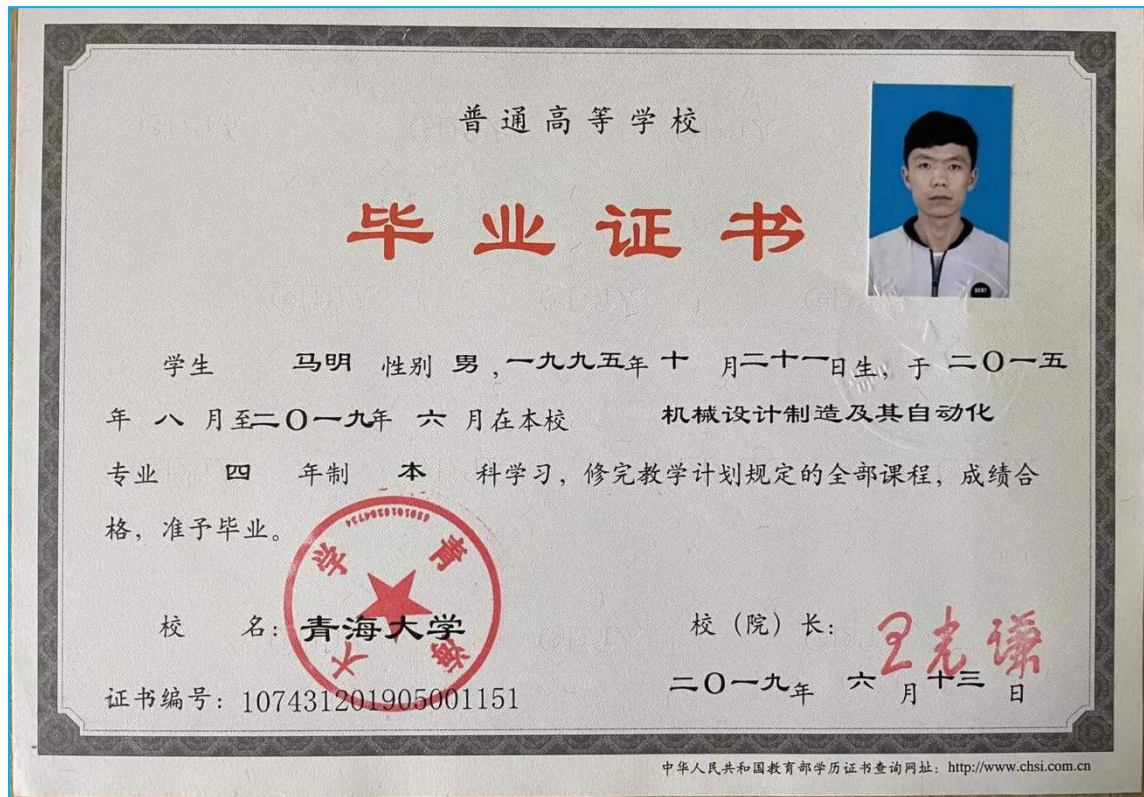 普通高等学校
毕业证书
学生 马明 性别 男，一九九五年 十 月二十一日生，于 二〇一五
年 八 月至二〇一九年 六 月在本校 机械设计制造及其自动化
专业 四 年制 本 科学习，修完教学计划规定的全部课程，成绩合
格，准予毕业。
青海大学
校 名：青海大学 校（院）长：王光谦
二〇一九年 六 月十三 日
证书编号：107431201905001151
中华人民共和国教育部学历证书查询网址：http://www.chsi.com.cn